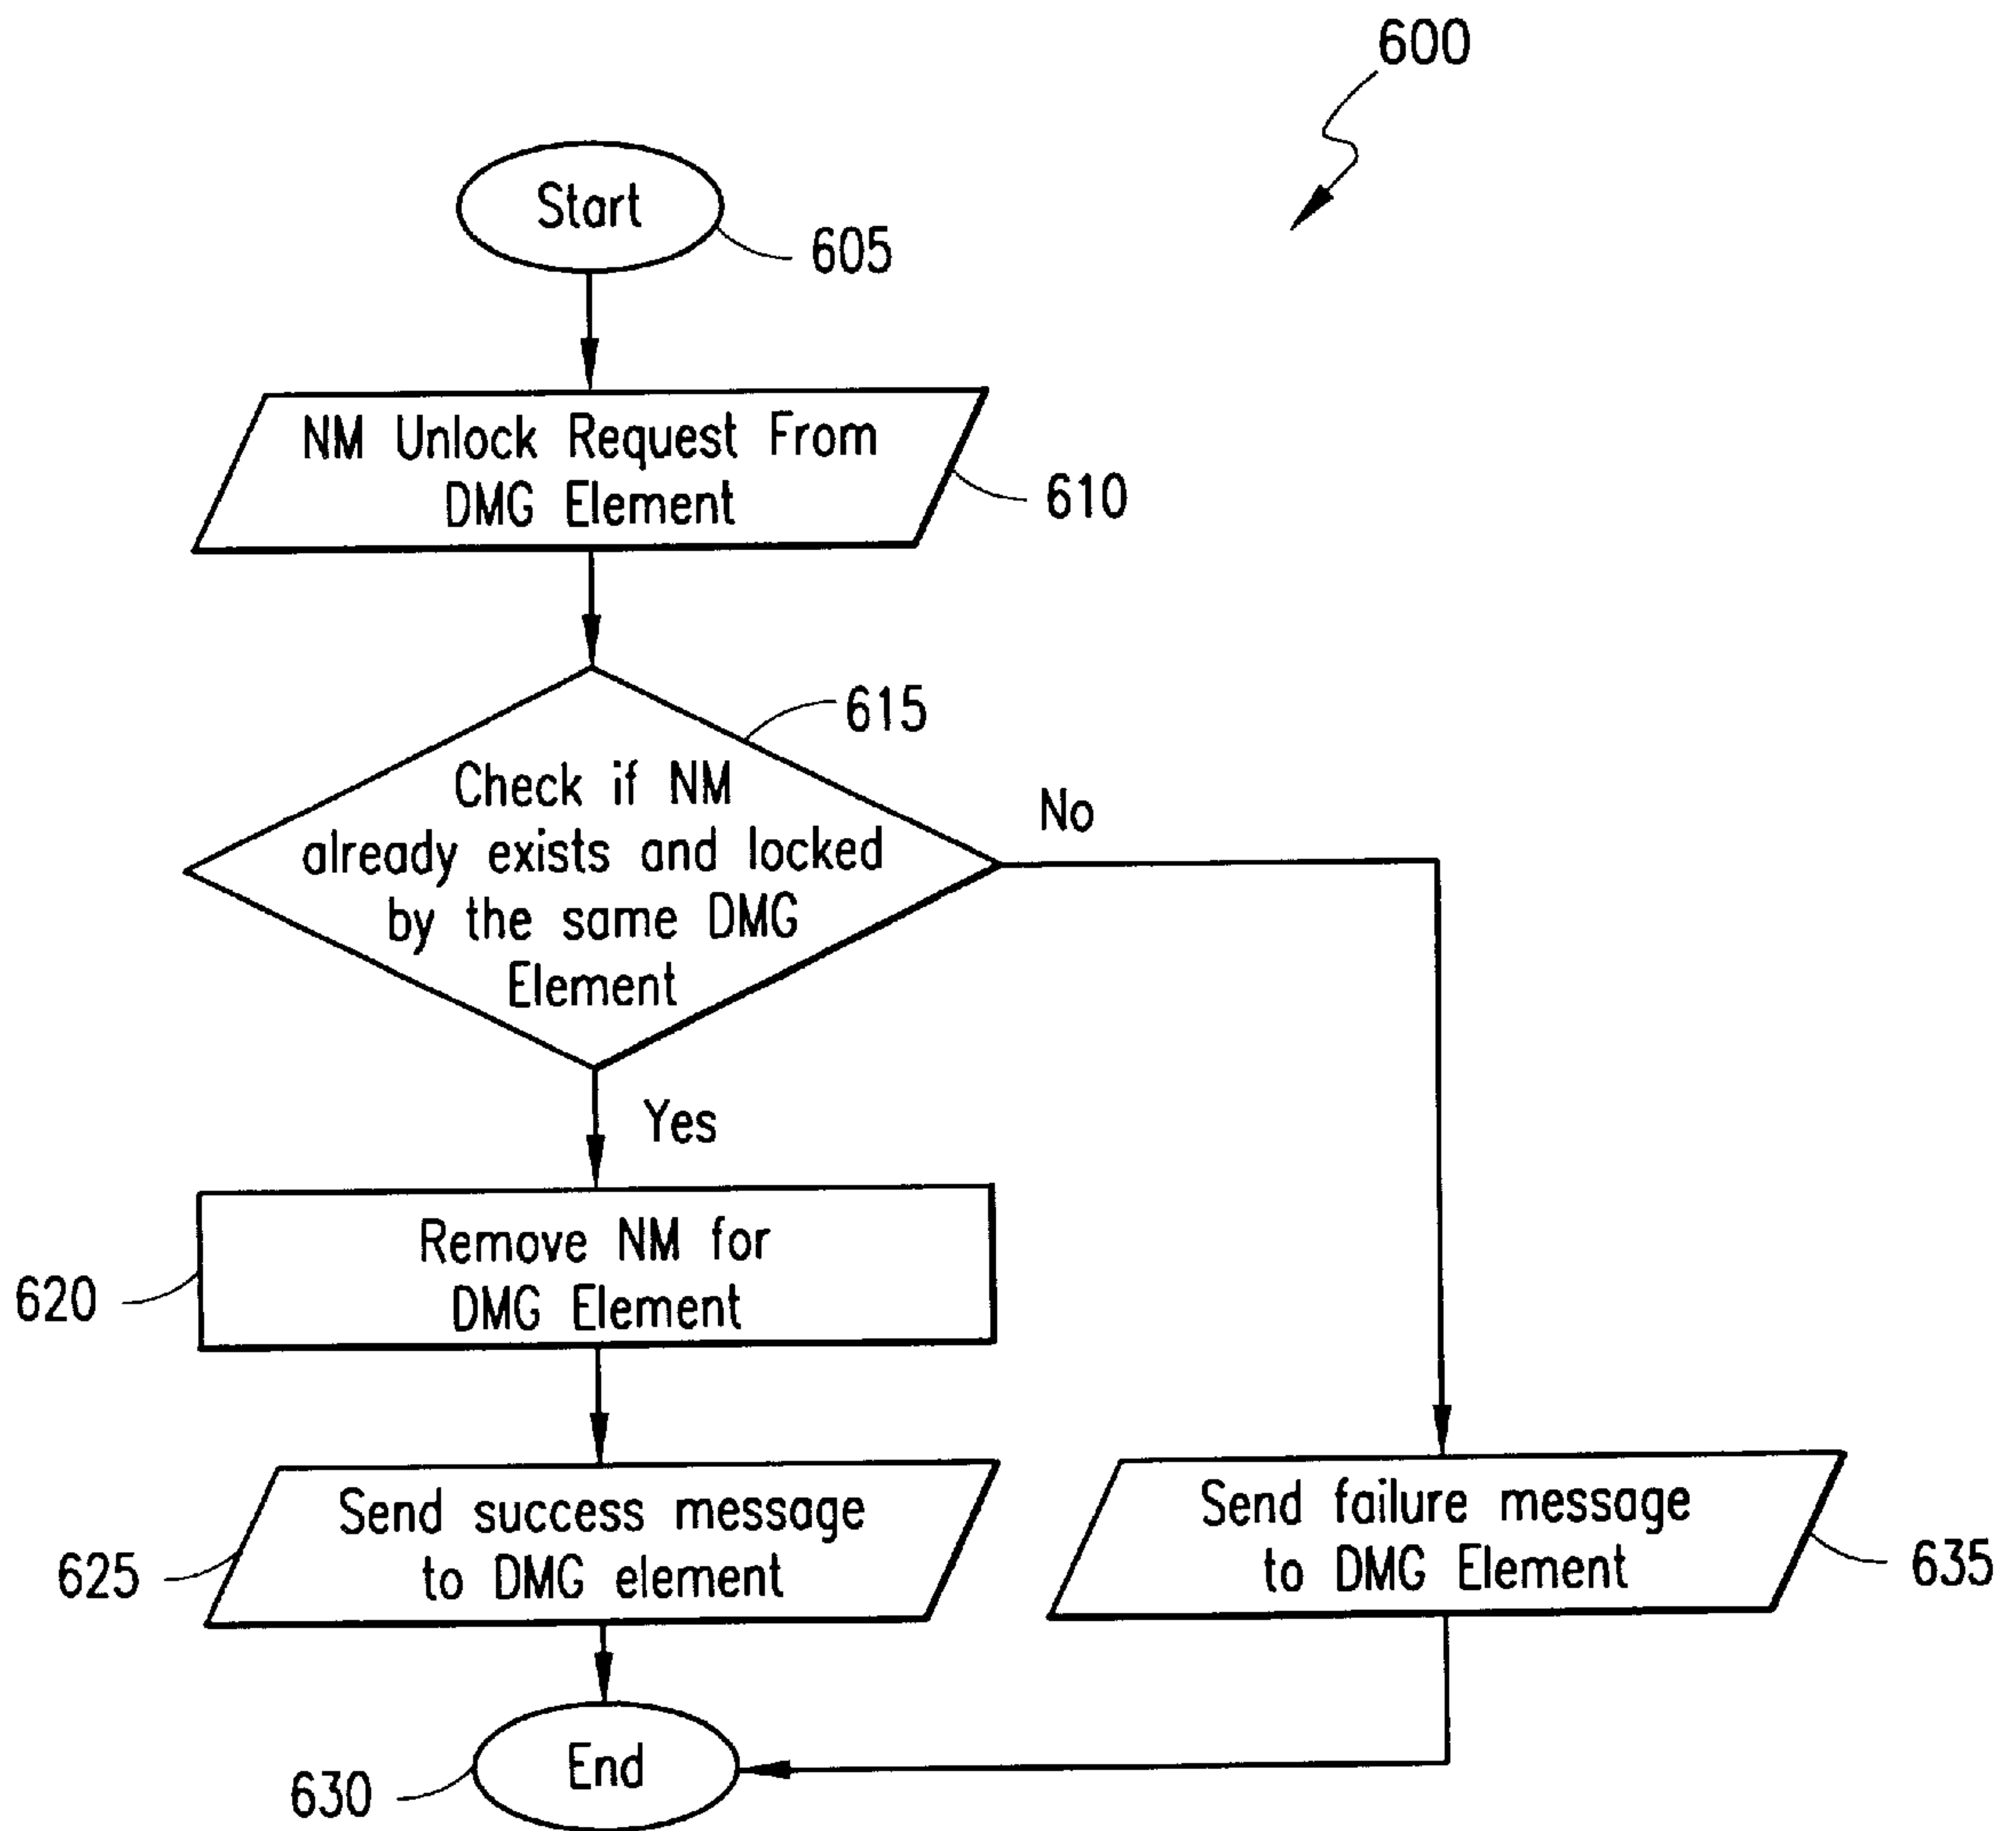 600
Start
605
NM Unlock Request From
DMG Element
610
615
Check if NM
already exists and locked
by the same DMG
Element
No
Yes
Remove NM for
DMG Element
620
Send success message
to DMG element
625
Send failure message
to DMG Element
635
End
630